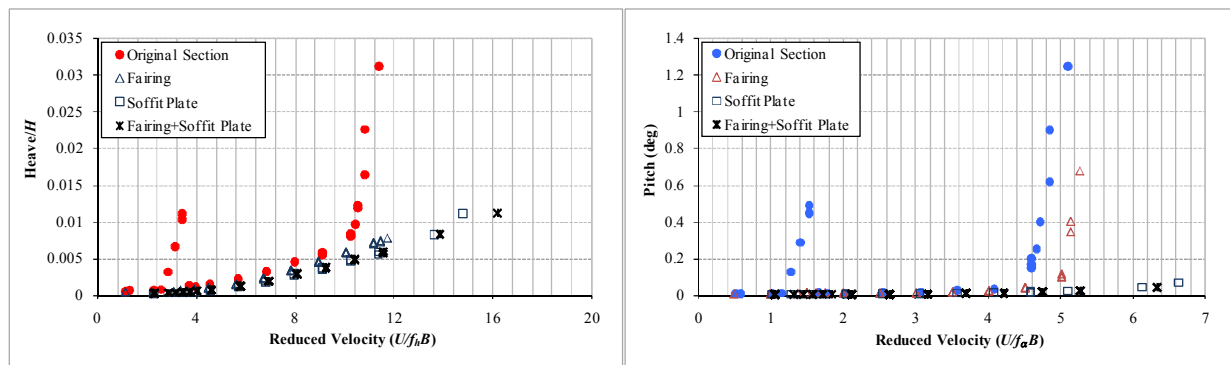 0.035
0.03
0.025
0.02
0.015
0.01
0.005
0
0 4 8 12 16 20
Heave/H
Reduced Velocity (U/fₕB)
Original Section
Fairing
Soffit Plate
Fairing+Soffit Plate
1.4
1.2
1
0.8
0.6
0.4
0.2
0
0 1 2 3 4 5 6 7
Pitch (deg)
Reduced Velocity (U/fαB)
Original Section
Fairing
Soffit Plate
Fairing+Soffit Plate